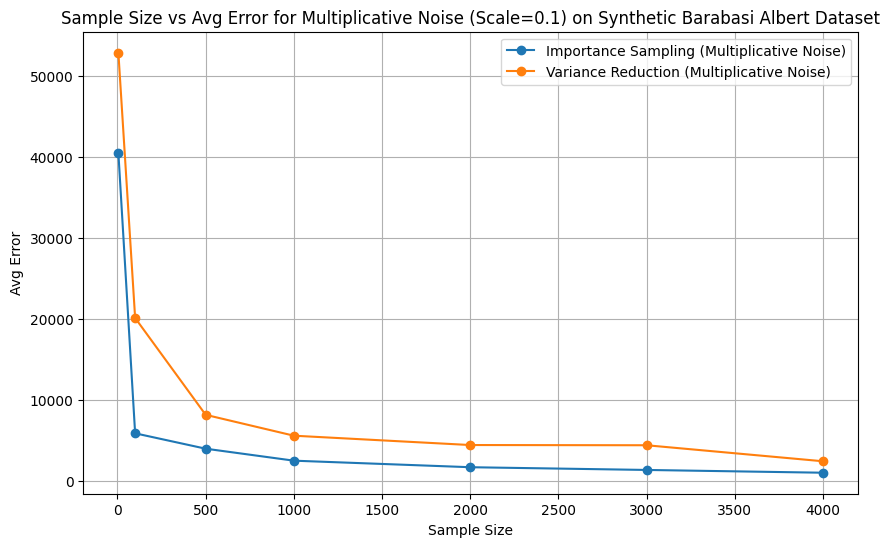 Sample Size vs Avg Error for Multiplicative Noise (Scale=0.1) on Synthetic Barabasi Albert Dataset
Importance Sampling (Multiplicative Noise)
Variance Reduction (Multiplicative Noise)
50000
40000
30000
20000
10000
0
Avg Error
0 500 1000 1500 2000 2500 3000 3500 4000
Sample Size